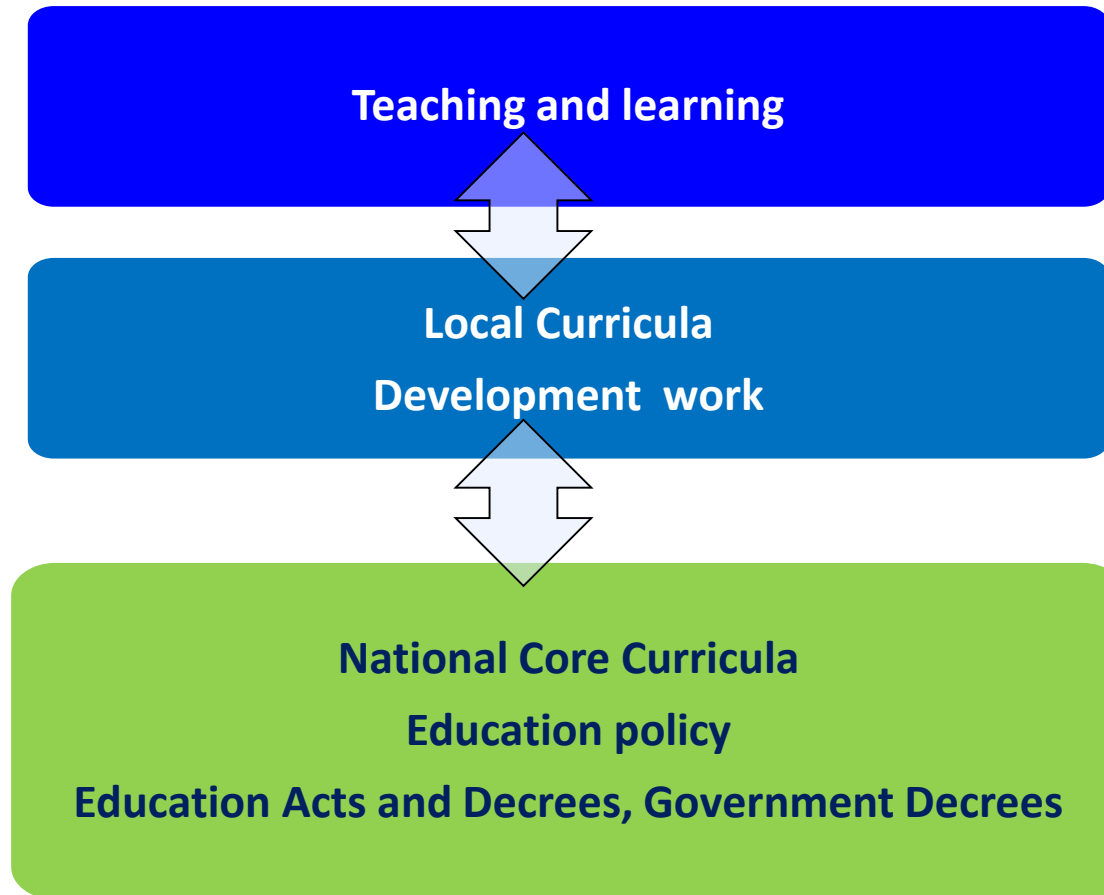 Teaching and learning
Local Curricula
Development  work
National Core Curricula
Education policy
Education Acts and Decrees, Government Decrees